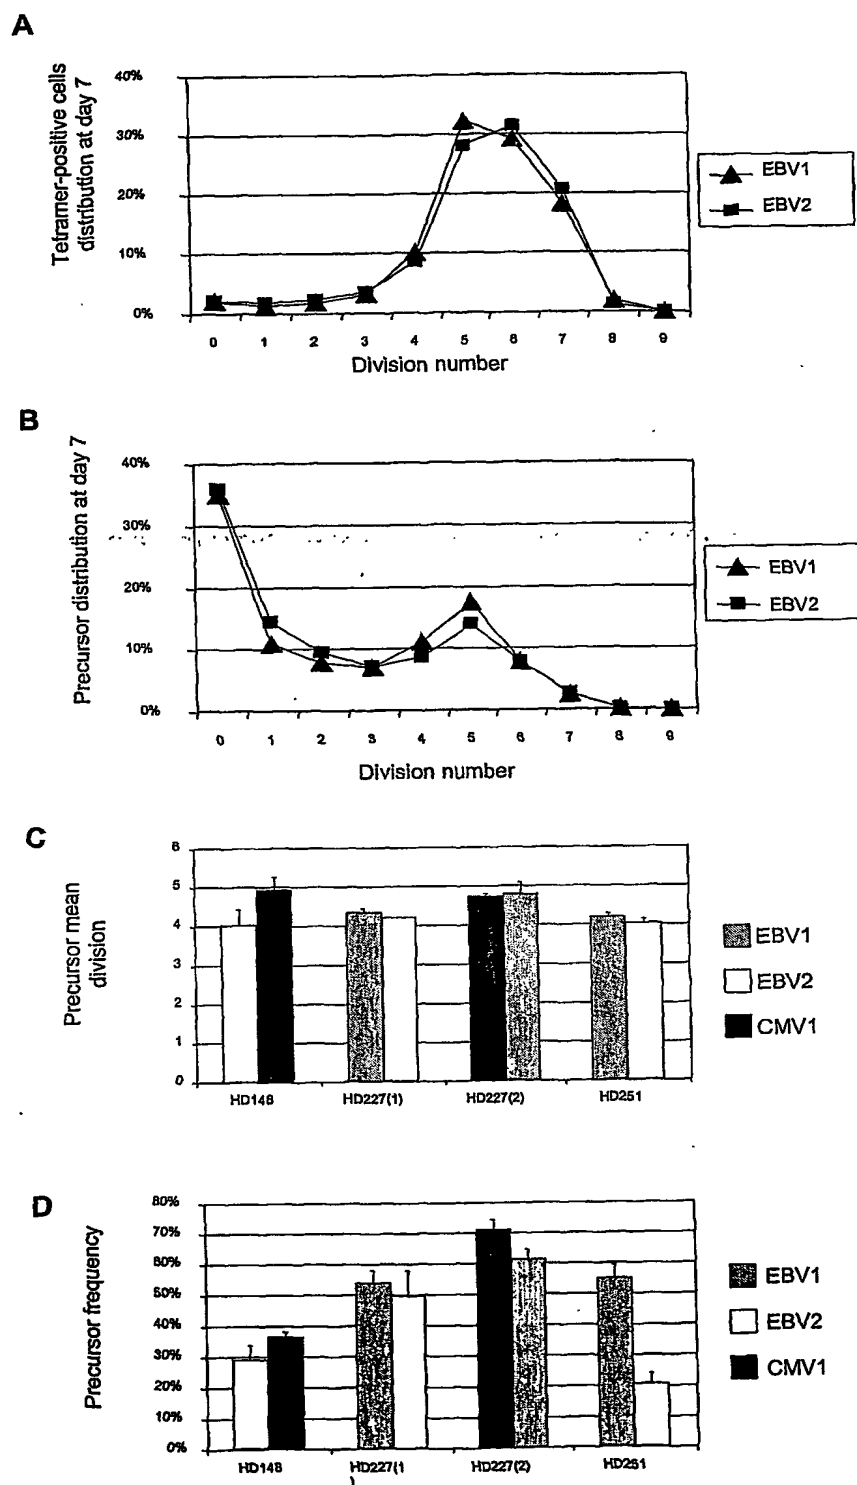 A
Tetramer-positive cells
distribution at day 7
40%
30%
20%
10%
0%
0 1 2 3 4 5 6 7 8 9
Division number
EBV1
EBV2
B
Precursor distribution at day 7
40%
30%
20%
10%
0%
0 1 2 3 4 5 6 7 8 9
Division number
EBV1
EBV2
C
Precursor mean
division
6
5
4
3
2
1
0
HD148 HD227(1) HD227(2) HD251
EBV1
EBV2
CMV1
D
Precursor frequency
80%
70%
60%
50%
40%
30%
20%
10%
0%
HD148 HD227(1 HD227(2) HD251
)
EBV1
EBV2
CMV1